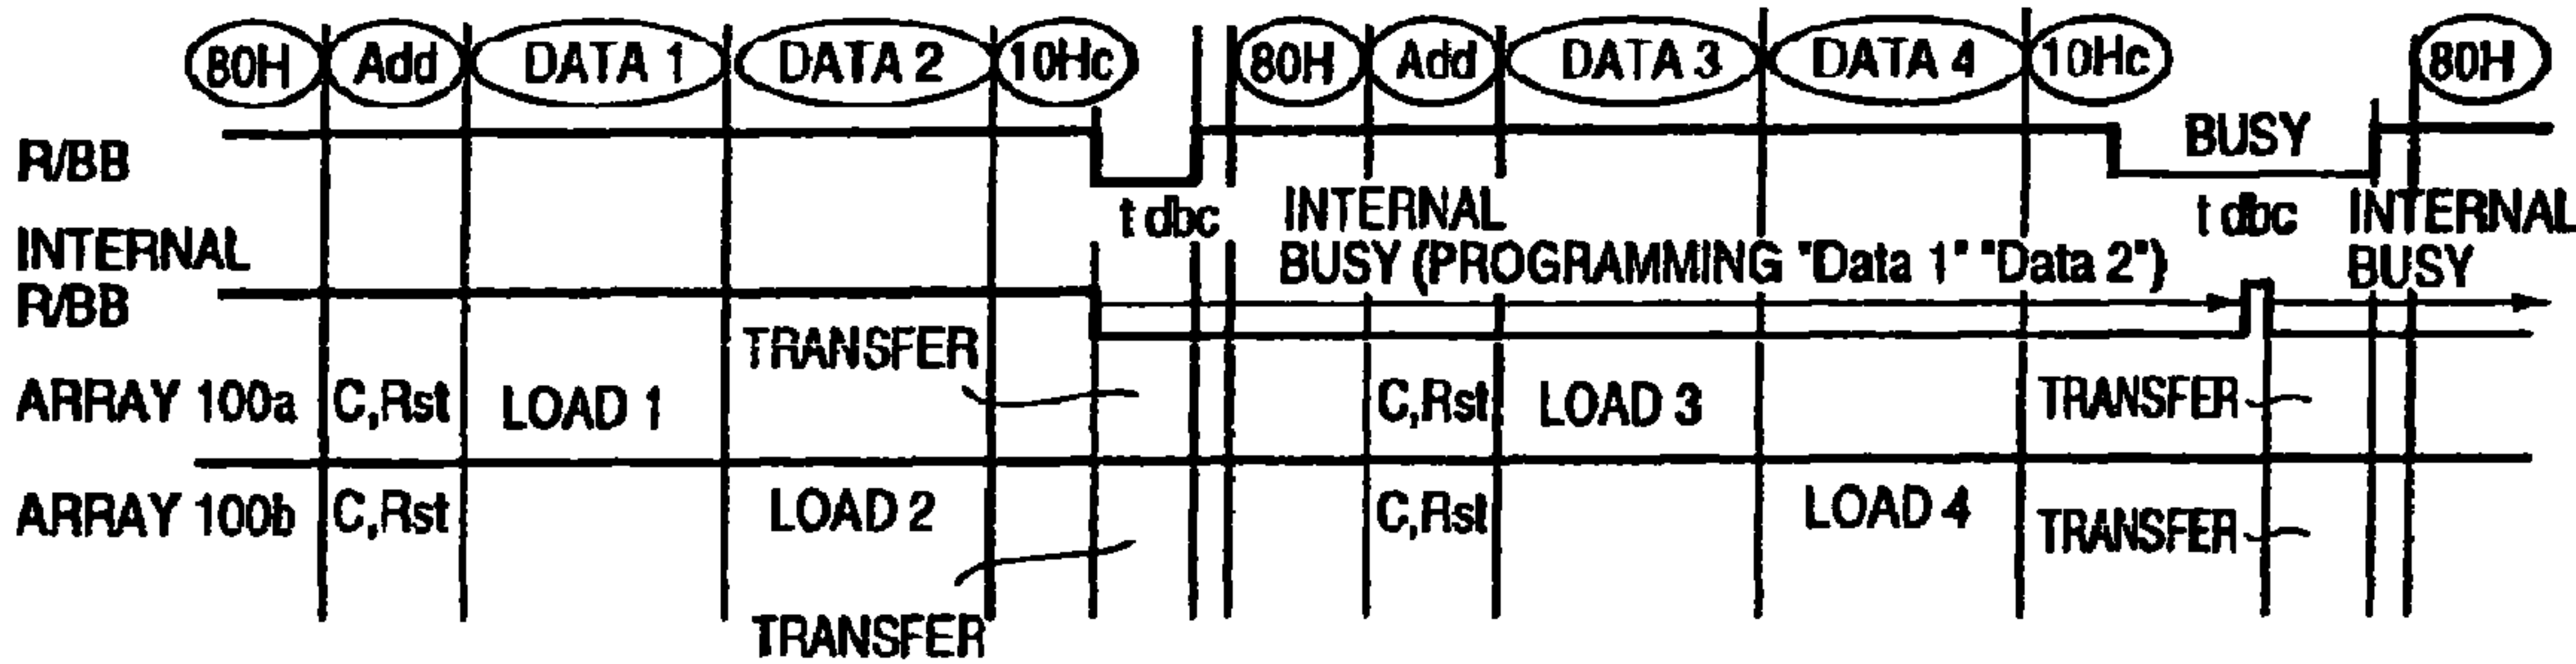 80H Add DATA 1 DATA 2 10Hc 80H Add DATA 3 DATA 4 10Hc 80H
R/BB
BUSY
t dbc
INTERNAL
BUSY (PROGRAMMING "Data 1" "Data 2")
t dbc
INTERNAL
BUSY
INTERNAL
R/BB
TRANSFER
ARRAY 100a C,Rst LOAD 1 C,Rst LOAD 3 TRANSFER
ARRAY 100b C,Rst LOAD 2 C,Rst LOAD 4 TRANSFER
TRANSFER